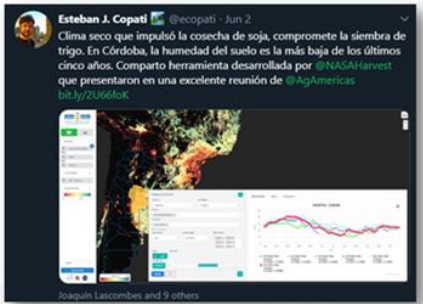 Esteban J. Copati @ecopati · Jun 2
Clima seco que impulsó la cosecha de soja, compromete la siembra de
trigo. En Córdoba, la humedad del suelo es la más baja de los últimos
cinco años. Comparto herramienta desarrollada por @NASAHarvest
que presentaron en una excelente reunión de @AgAmericas
bit.ly/2U66foK
Joaquin Lascombes and 9 others